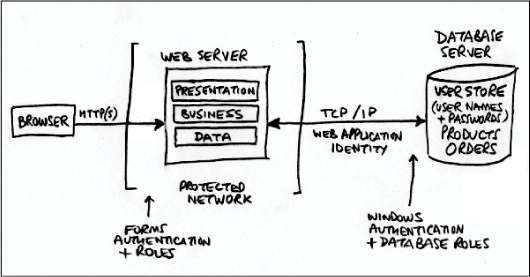 BROWSER
HTTP(S)
WEB SERVER
PRESENTATION
BUSINESS
DATA
PROTECTED
NETWORK
FORMS
AUTHENTICATION
+ ROLES
TCP/IP
WEB APPLICATION
IDENTITY
WINDOWS
AUTHENTICATION
+ DATABASE ROLES
DATABASE
SERVER
USER STORE
(USER NAMES
+ PASSWORDS)
PRODUCTS
ORDERS